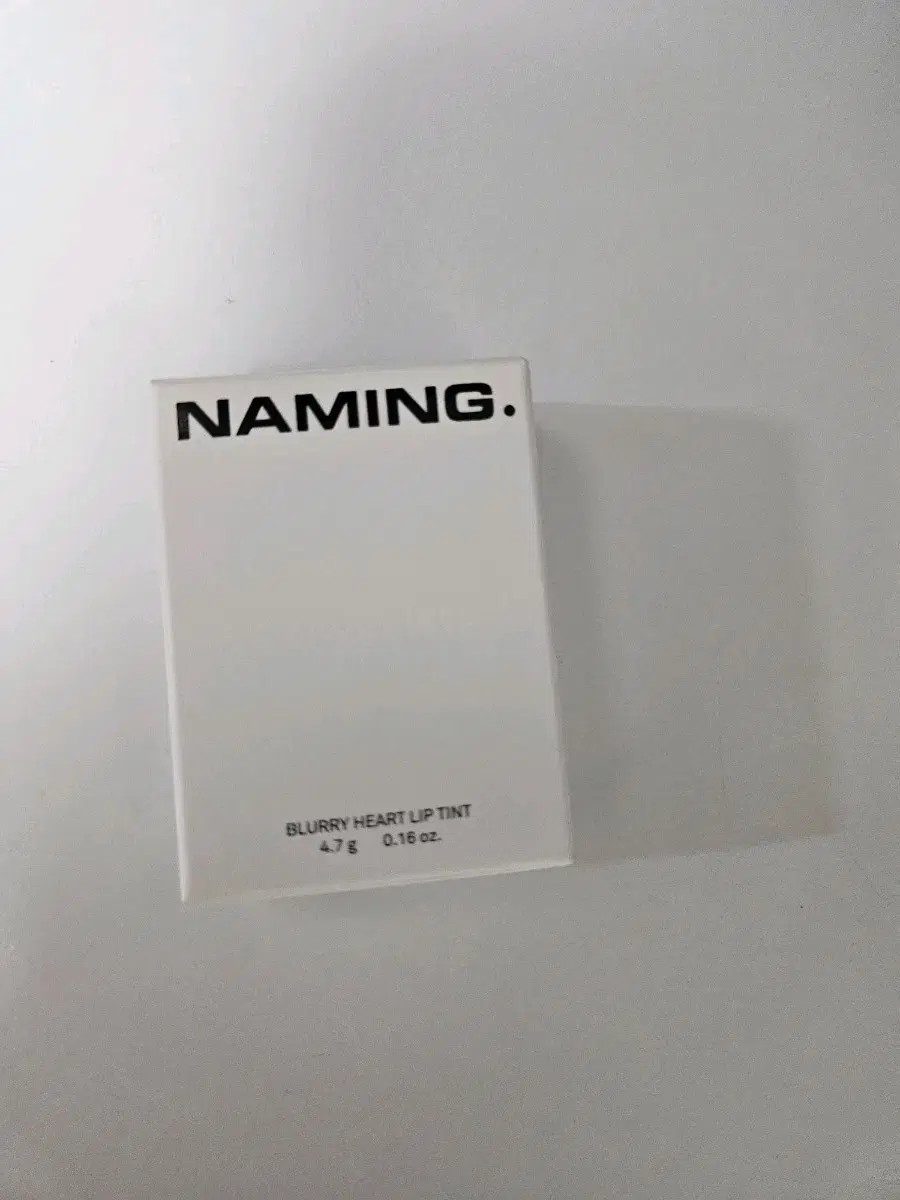 NAMING.
BLURRY HEART LIP TINT
4.7 g 0.16 oz.